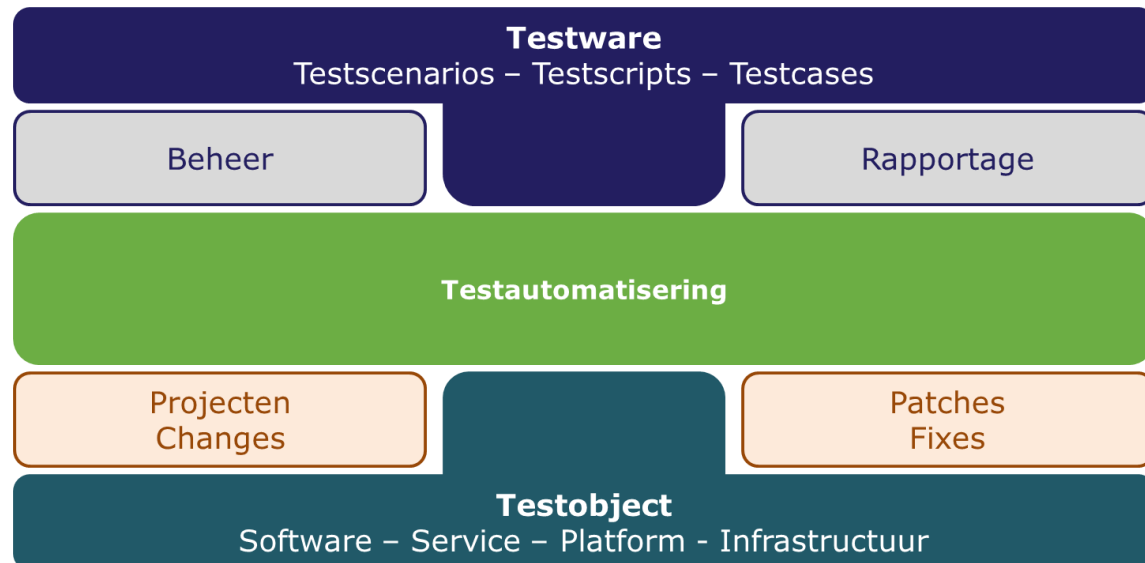 Testware
Testscenarios – Testscripts – Testcases
Beheer
Rapportage
Testautomatisering
Projecten
Changes
Patches
Fixes
Testobject
Software – Service – Platform - Infrastructuur